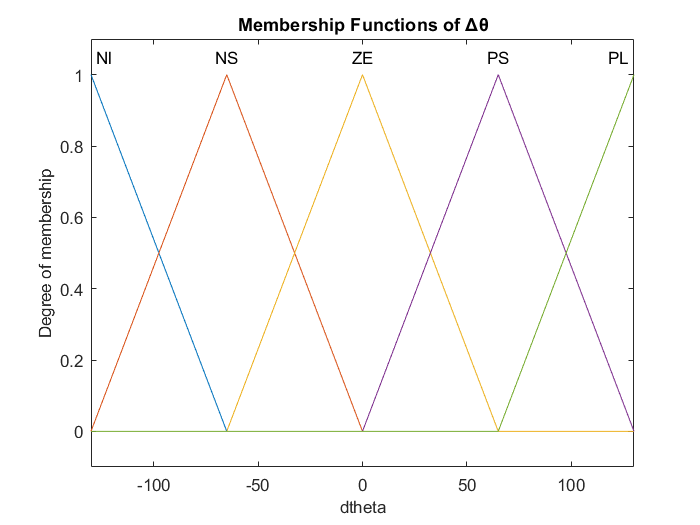 Membership Functions of Δθ
NI NS ZE PS PL
1
0.8
0.6
0.4
0.2
0
Degree of membership
-100 -50 0 50 100
dtheta